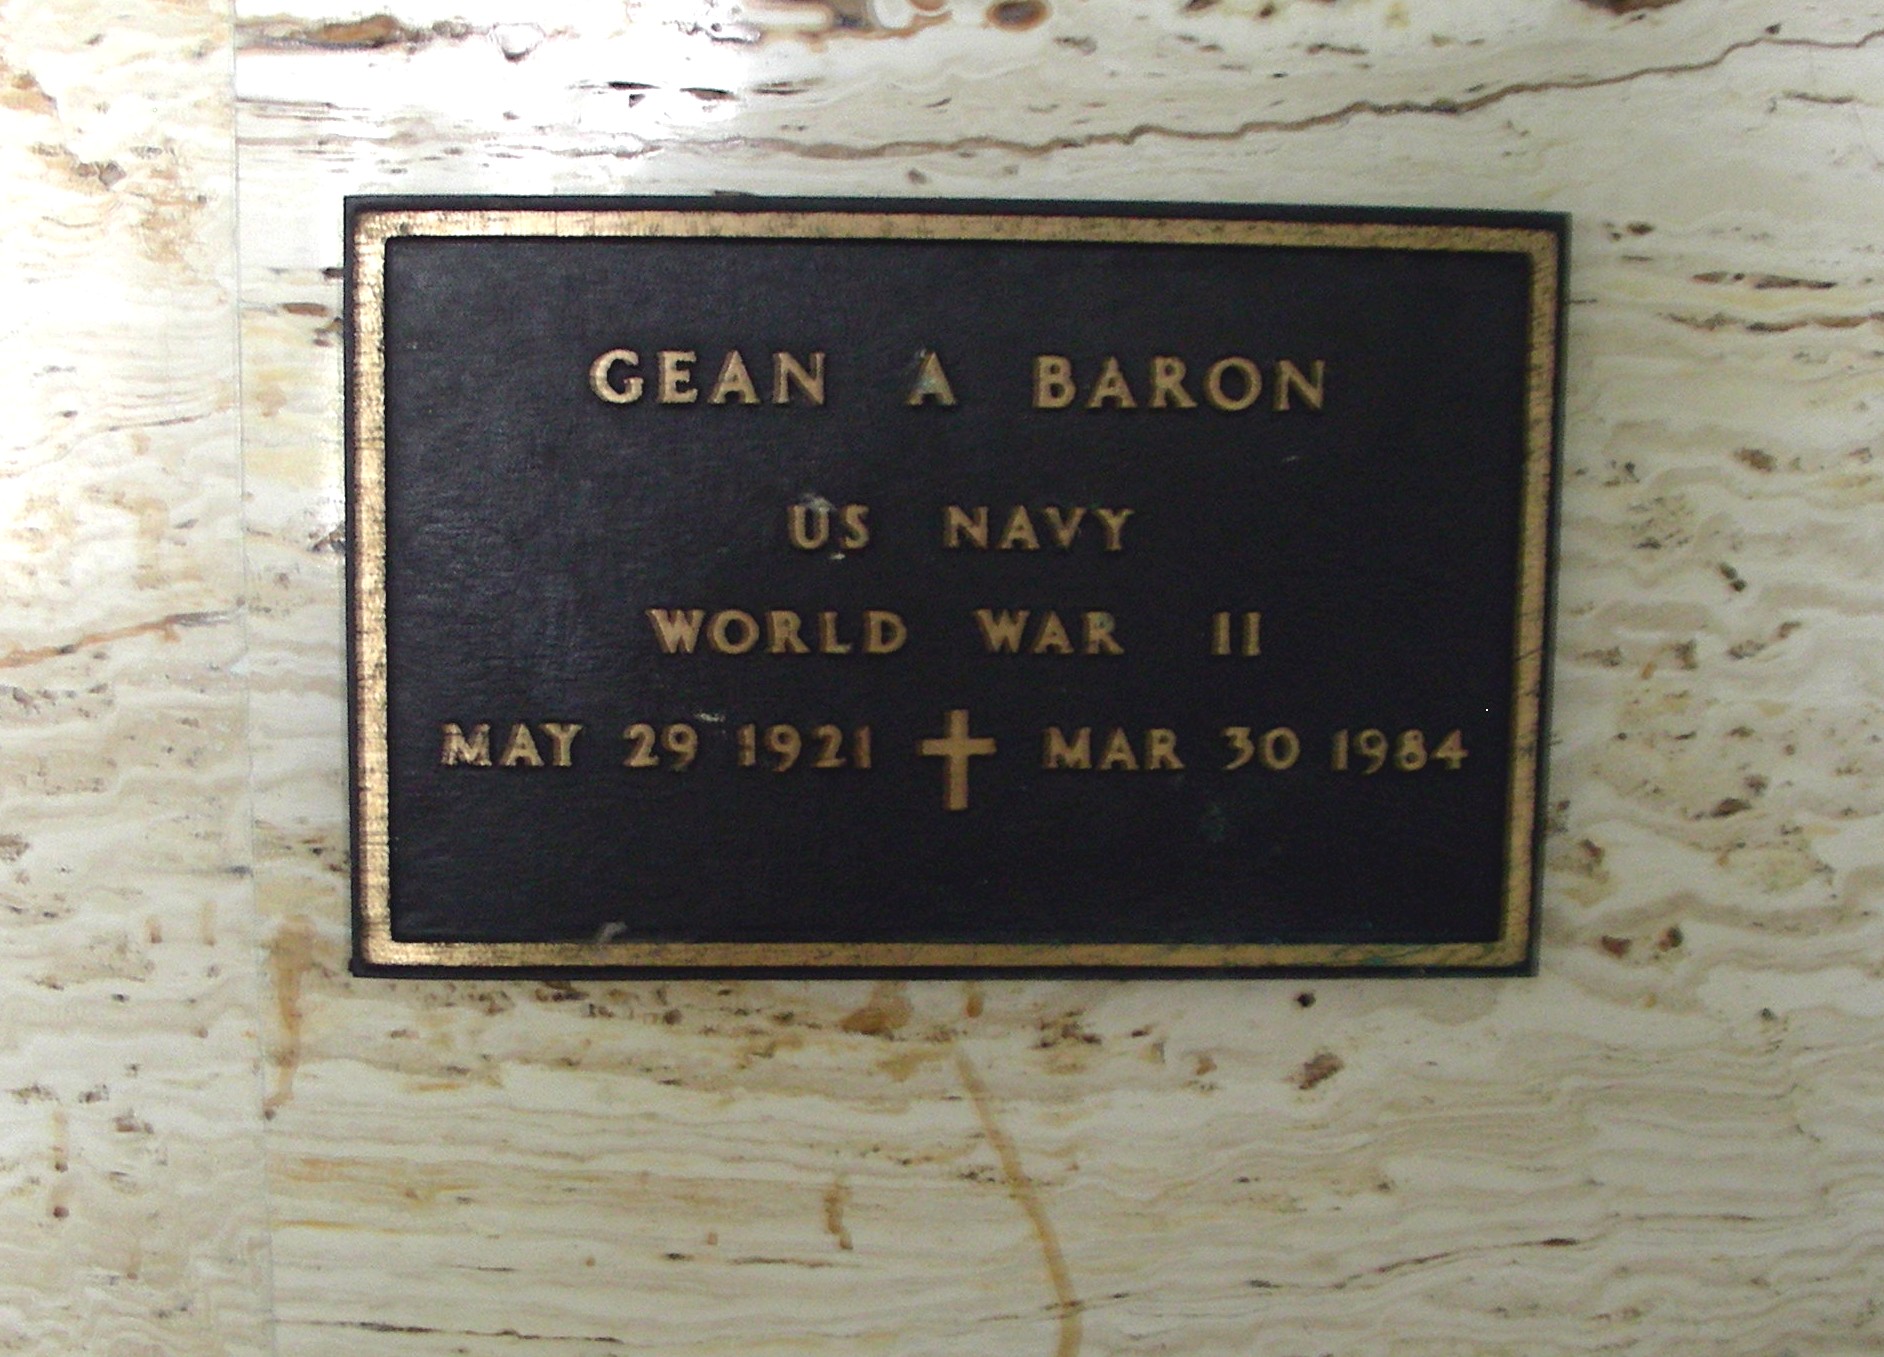 GEAN A BARON
US NAVY
WORLD WAR II
MAY 29 1921 MAR 30 1984